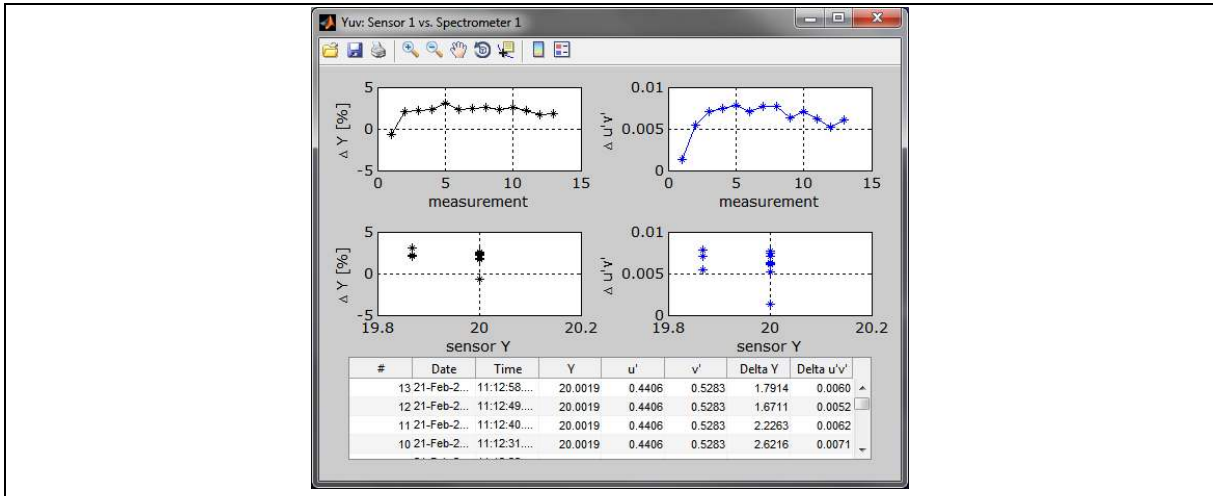 Yuv: Sensor 1 vs. Spectrometer 1
5
0
-5
Δ Y [%]
0 5 10 15
measurement
0.01
0.005
0
Δ u'v'
0 5 10 15
measurement
5
0
-5
Δ Y [%]
19.8 20 20.2
sensor Y
0.01
0.005
0
Δ u'v'
19.8 20 20.2
sensor Y
# Date Time Y u' v' Delta Y Delta u'v'
13 21-Feb-2... 11:12:58.... 20.0019 0.4406 0.5283 1.7914 0.0060
12 21-Feb-2... 11:12:49.... 20.0019 0.4406 0.5283 1.6711 0.0052
11 21-Feb-2... 11:12:40.... 20.0019 0.4406 0.5283 2.2263 0.0062
10 21-Feb-2... 11:12:31.... 20.0019 0.4406 0.5283 2.6216 0.0071